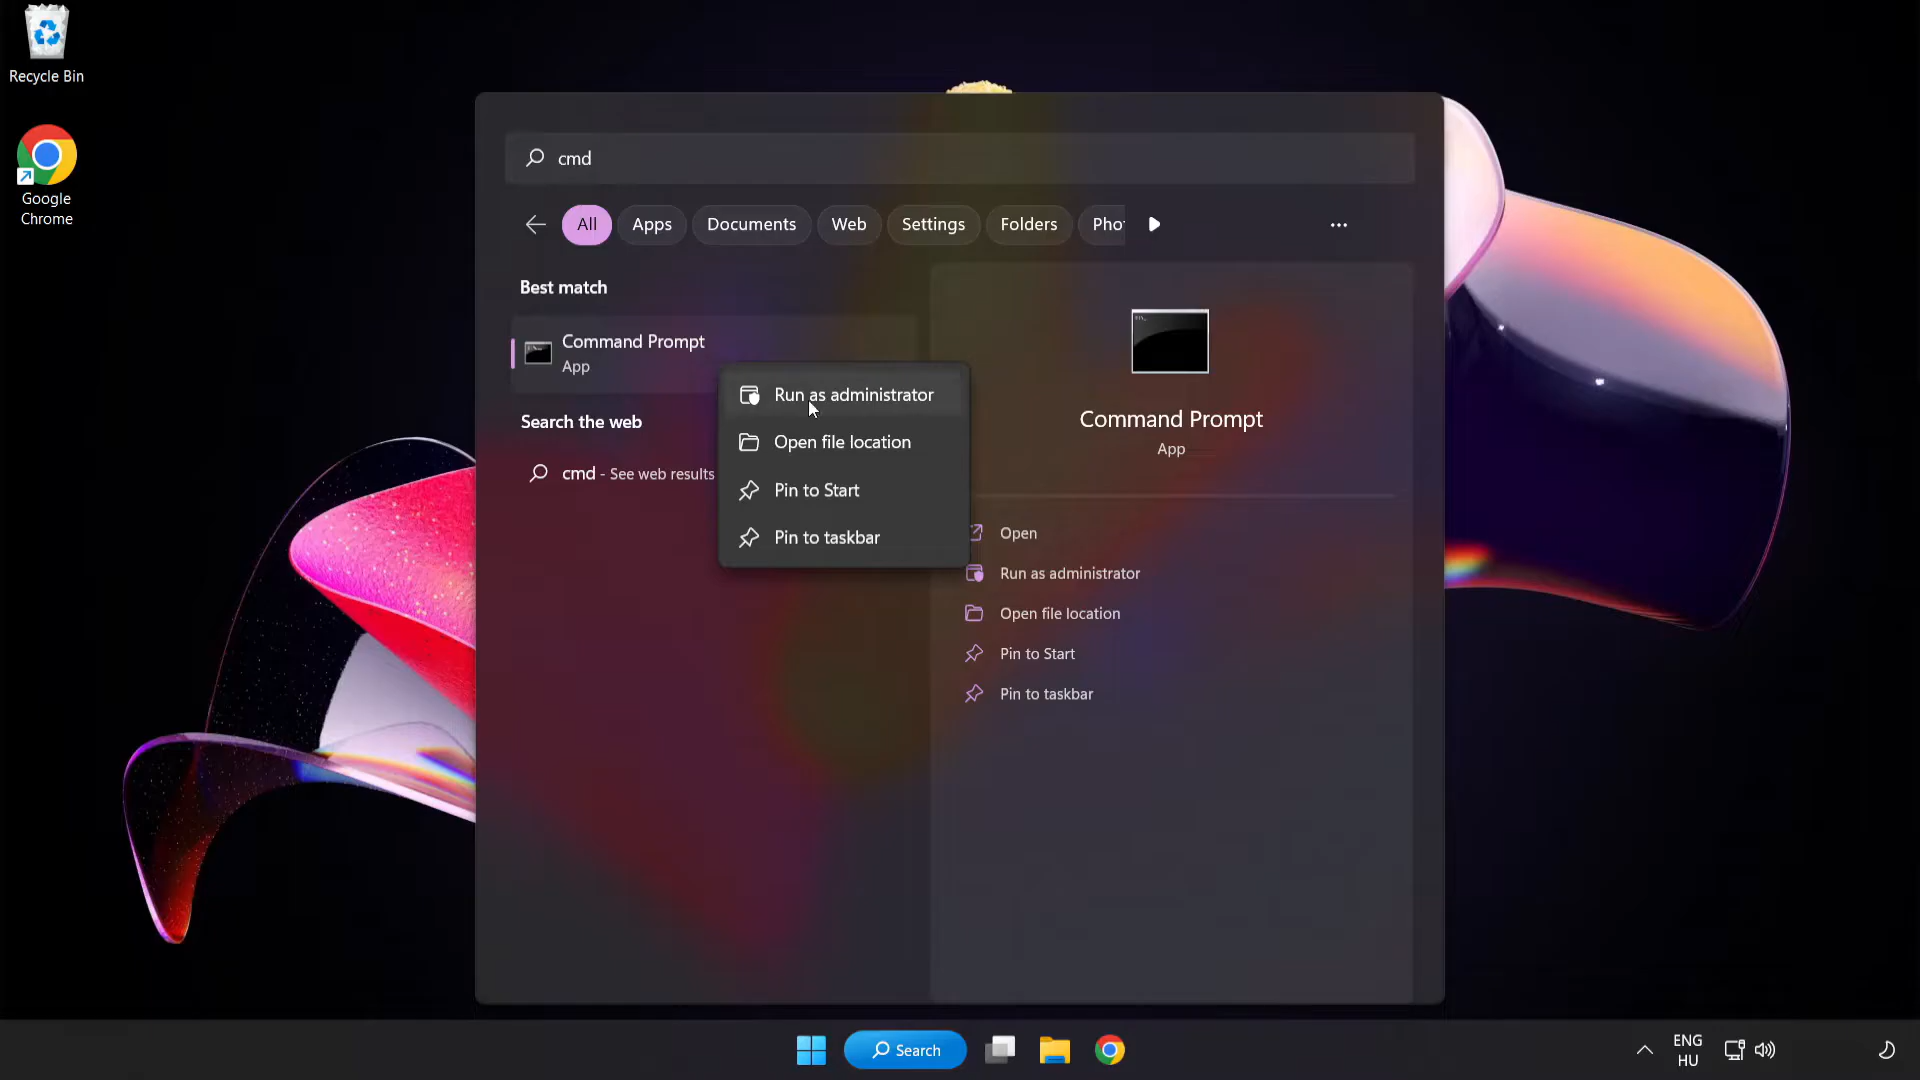 Recycle Bin
Google
Chrome
cmd
All
Apps
Documents
Web
Settings
Folders
Best match
Command Prompt
App
Run as administrator
Open file location
Pin to Start
Pin to taskbar
Search the web
cmd - See web results
Command Prompt
App
Open
Run as administrator
Open file location
Pin to Start
Pin to taskbar
Search
ENG
HU